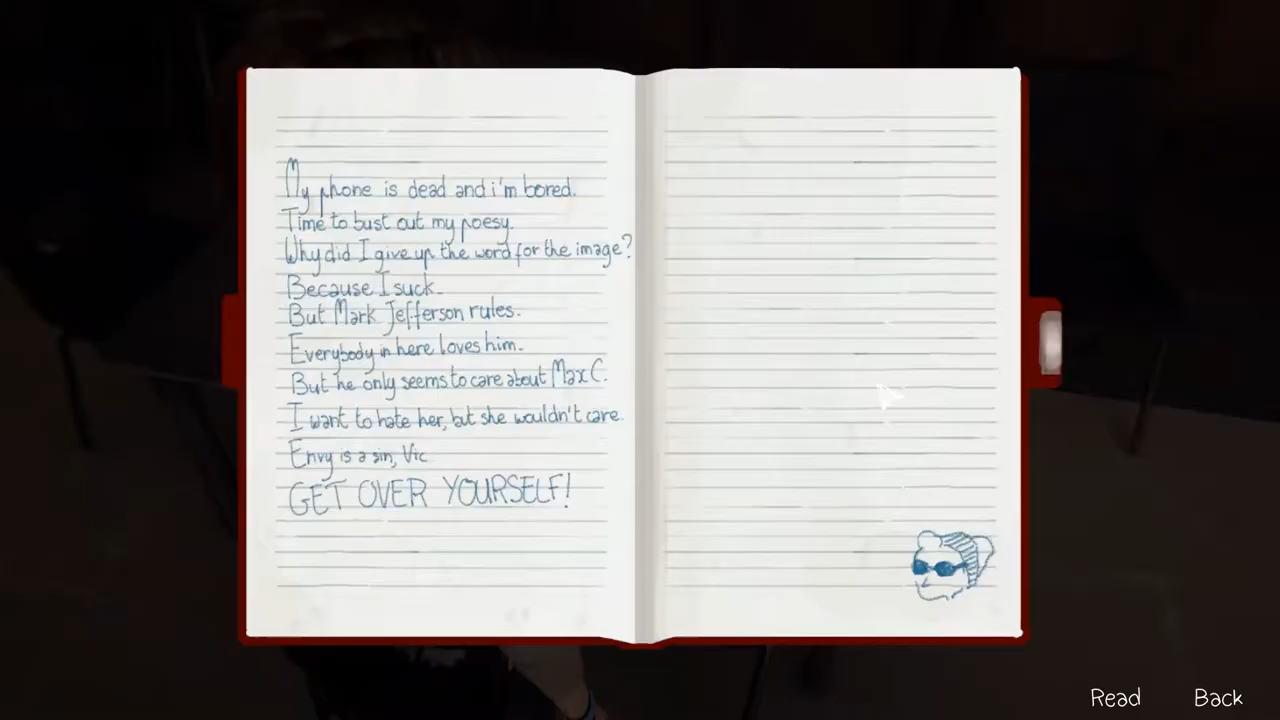 My phone is dead and i'm bored.
Time to bust out my poesy.
Why did I give up the word for the image?
Because I suck.
But Mark Jefferson rules.
Everybody in here loves him.
But he only seems to care about Max C.
I want to hate her, but she wouldn't care.
Envy is a sin, Vic
GET OVER YOURSELF!
Read Back